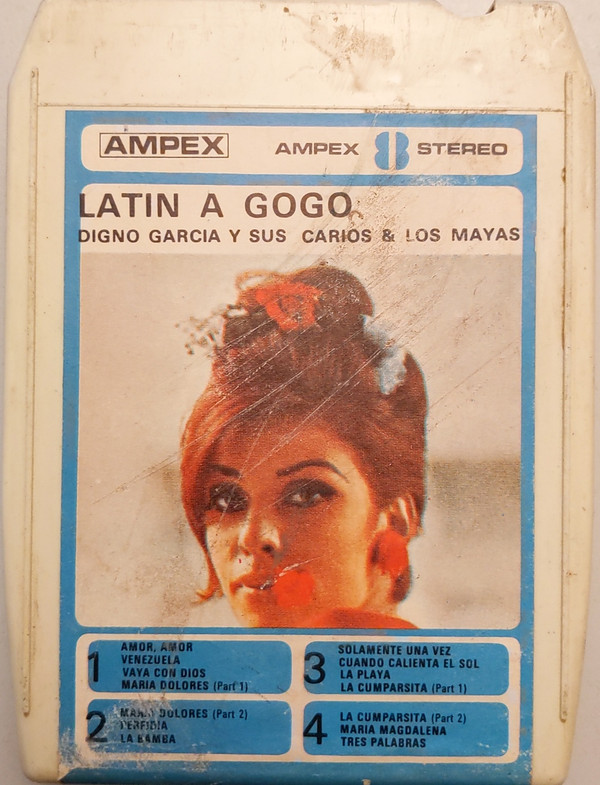 AMPEX
AMPEX 8 STEREO
LATIN A GOGO
DIGNO GARCIA Y SUS CARIOS & LOS MAYAS
1
AMOR, AMOR
VENEZUELA
VAYA CON DIOS
MARIA DOLORES (Part 1)
2
MARIA DOLORES (Part 2)
PERFIDIA
LA BAMBA
3
SOLAMENTE UNA VEZ
CUANDO CALIENTA EL SOL
LA PLAYA
LA CUMPARSITA (Part 1)
4
LA CUMPARSITA (Part 2)
MARIA MAGDALENA
TRES PALABRAS